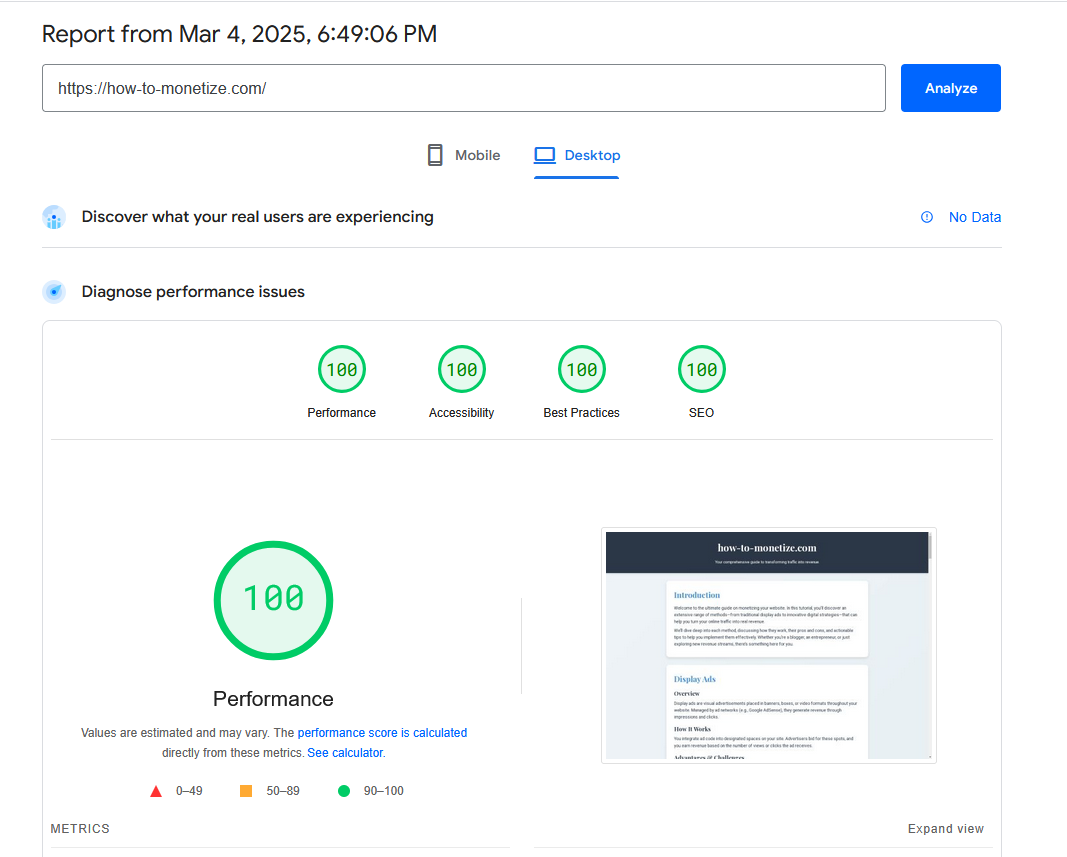 Report from Mar 4, 2025, 6:49:06 PM
https://how-to-monetize.com/
Analyze
Mobile
Desktop
Discover what your real users are experiencing
No Data
Diagnose performance issues
100
100
100
100
Performance
Accessibility
Best Practices
SEO
100
Performance
Values are estimated and may vary. The performance score is calculated
directly from these metrics. See calculator.
0–49
50–89
90–100
how-to-monetize.com
Your comprehensive guide to transforming traffic into revenue
Introduction
Welcome to the ultimate guide on monetizing your website. In this tutorial, you'll discover an
extensive range of methods—from traditional display ads to innovative digital strategies—that can
help you turn your online traffic into real revenue.
We'll dive deep into each method, discussing how they work, their pros and cons, and actionable
tips to help you implement them effectively. Whether you're a blogger, an entrepreneur, or just
exploring new revenue streams, there's something here for you.
Display Ads
Overview
Display ads are visual advertisements placed in banners, boxes, or video formats throughout your
website. Managed by ad networks (e.g., Google AdSense), they generate revenue through
impressions and clicks.
How It Works
You integrate ad code into designated spaces on your site. Advertisers bid for these spots, and
you earn revenue based on the number of views or clicks the ad receives.
Advantages & Challenges
METRICS
Expand view